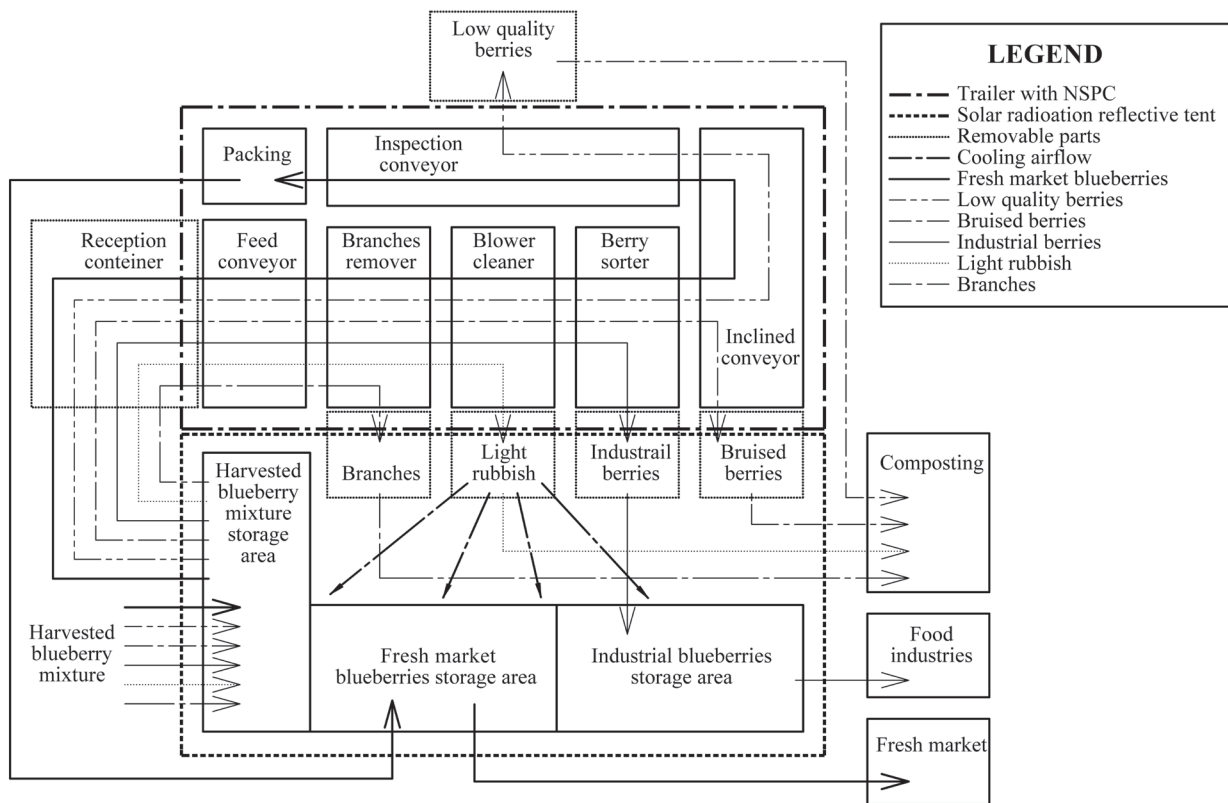 Low quality
berries
LEGEND
Trailer with NSPC
Solar radioation reflective tent
Removable parts
Cooling airflow
Fresh market blueberries
Low quality berries
Bruised berries
Industrial berries
Light rubbish
Branches
Packing
Inspection
conveyor
Reception
conteiner
Feed
conveyor
Branches
remover
Blower
cleaner
Berry
sorter
Inclined
conveyor
Harvested
blueberry
mixture
storage
area
Branches
Light
rubbish
Industrail
berries
Bruised
berries
Composting
Harvested
blueberry
mixture
Fresh market
blueberries storage area
Industrial blueberries
storage area
Food
industries
Fresh market